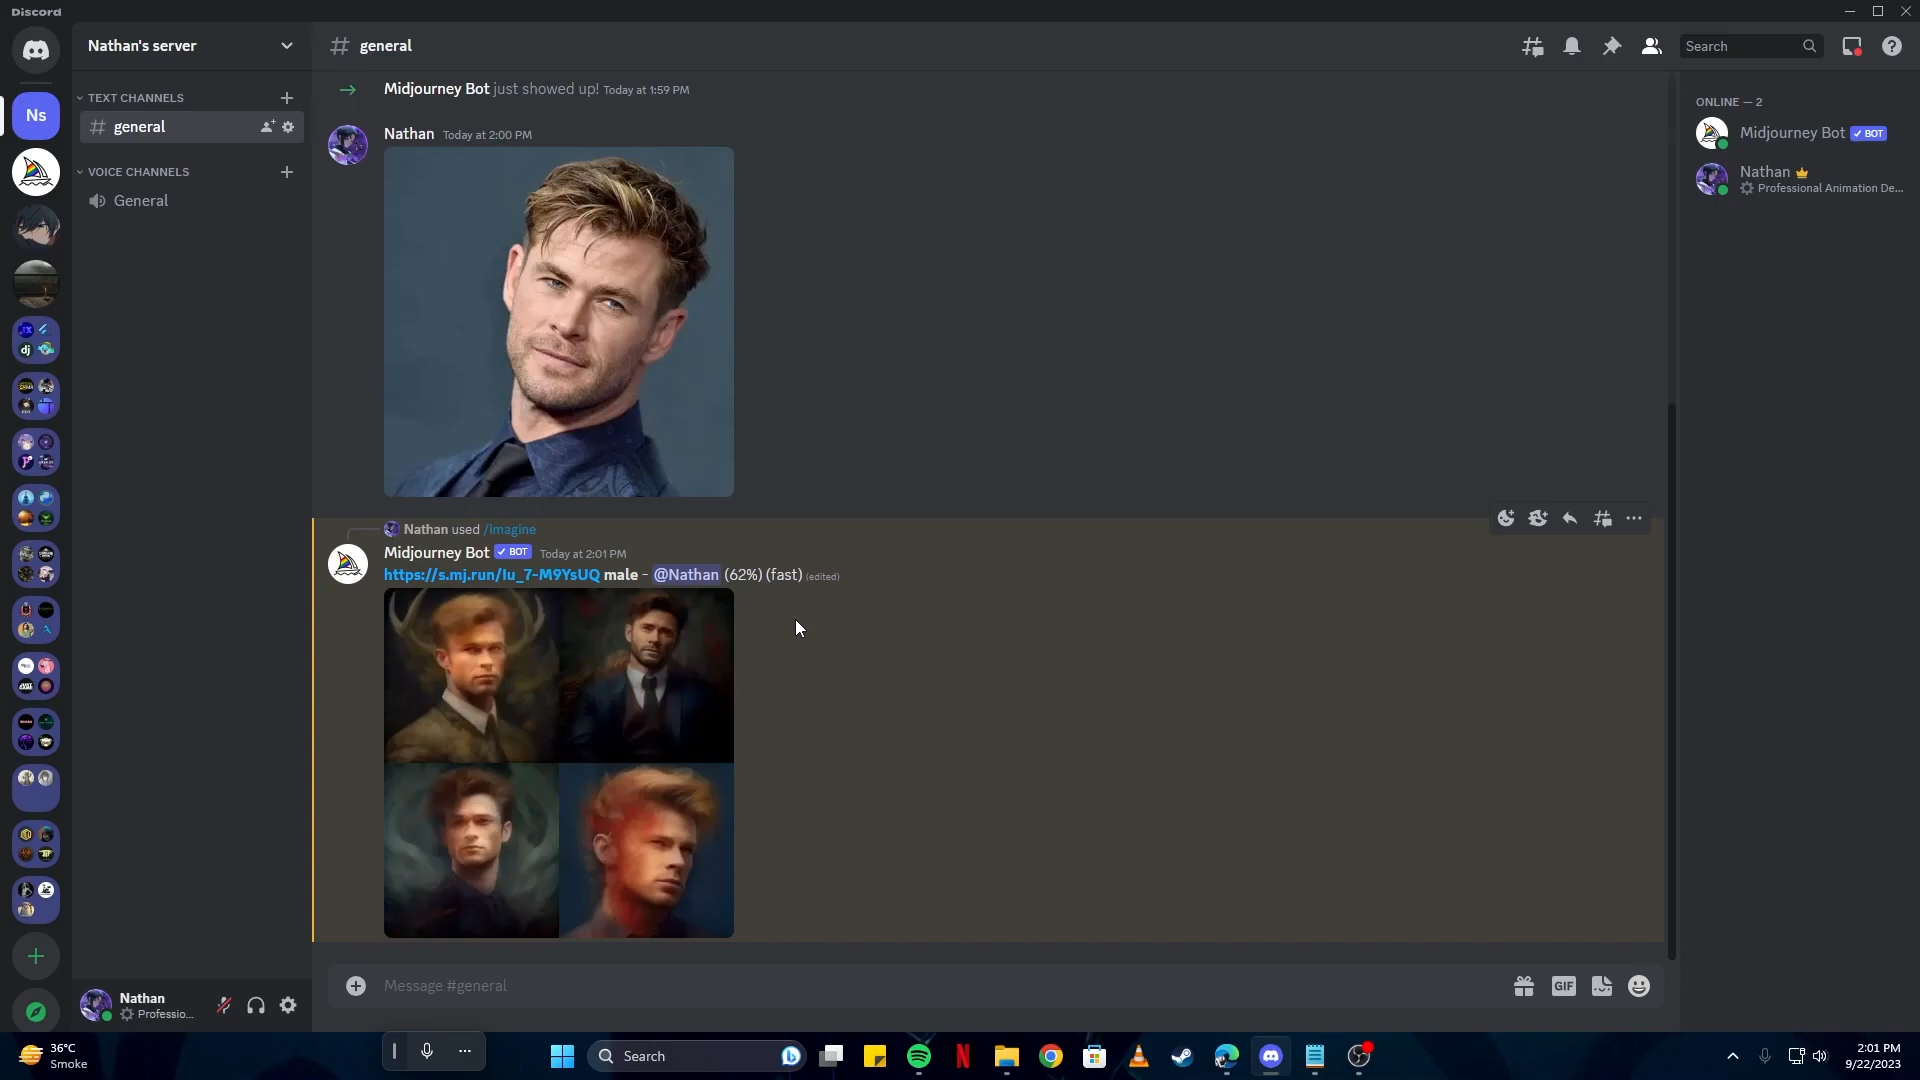 Discord
Nathan's server
general
Search
Ns
TEXT CHANNELS
general
VOICE CHANNELS
General
Midjourney Bot just showed up! Today at 1:59 PM
Nathan Today at 2:00 PM
Nathan used /imagine
Midjourney Bot BOT Today at 2:01 PM
https://s.mj.run/Iu_7-M9YsUQ male - @Nathan (62%) (fast) (edited)
Message #general
GIF
ONLINE — 2
Midjourney Bot BOT
Nathan
Professional Animation De...
dj
Nathan
Professio...
36°C
Smoke
Search
2:01 PM
9/22/2023